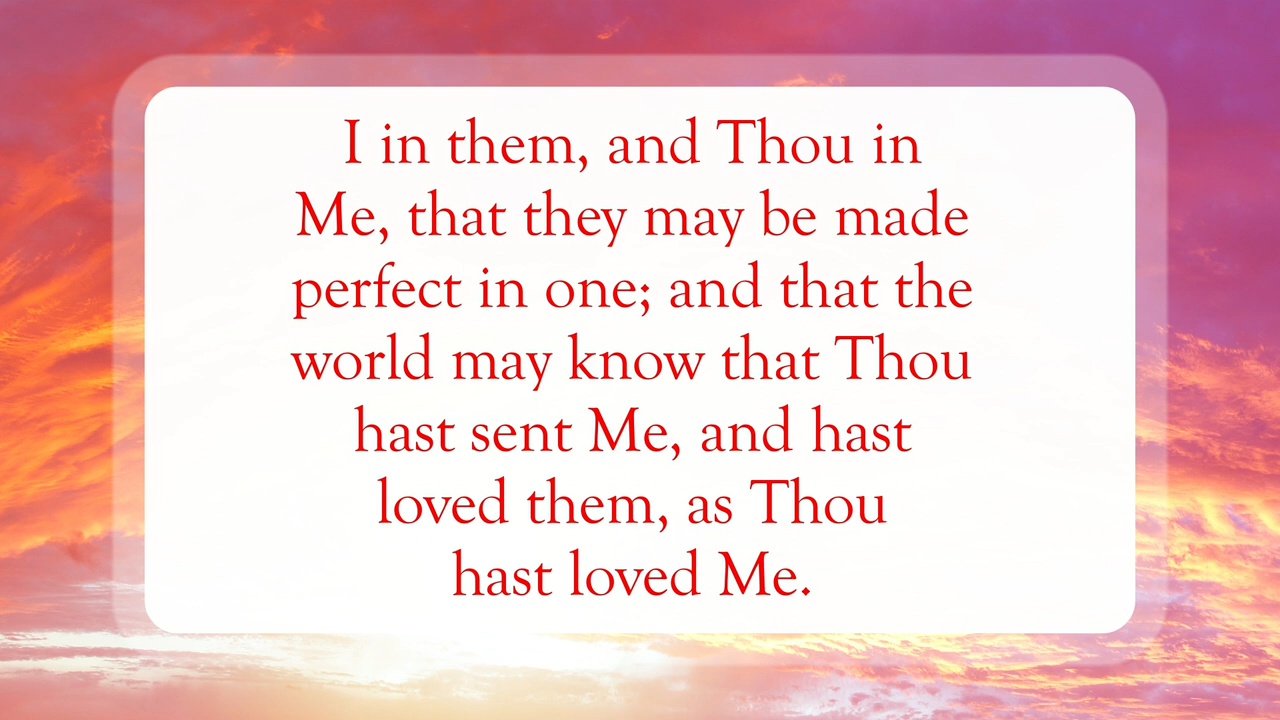 I in them, and Thou in
Me, that they may be made
perfect in one; and that the
world may know that Thou
hast sent Me, and hast
loved them, as Thou
hast loved Me.